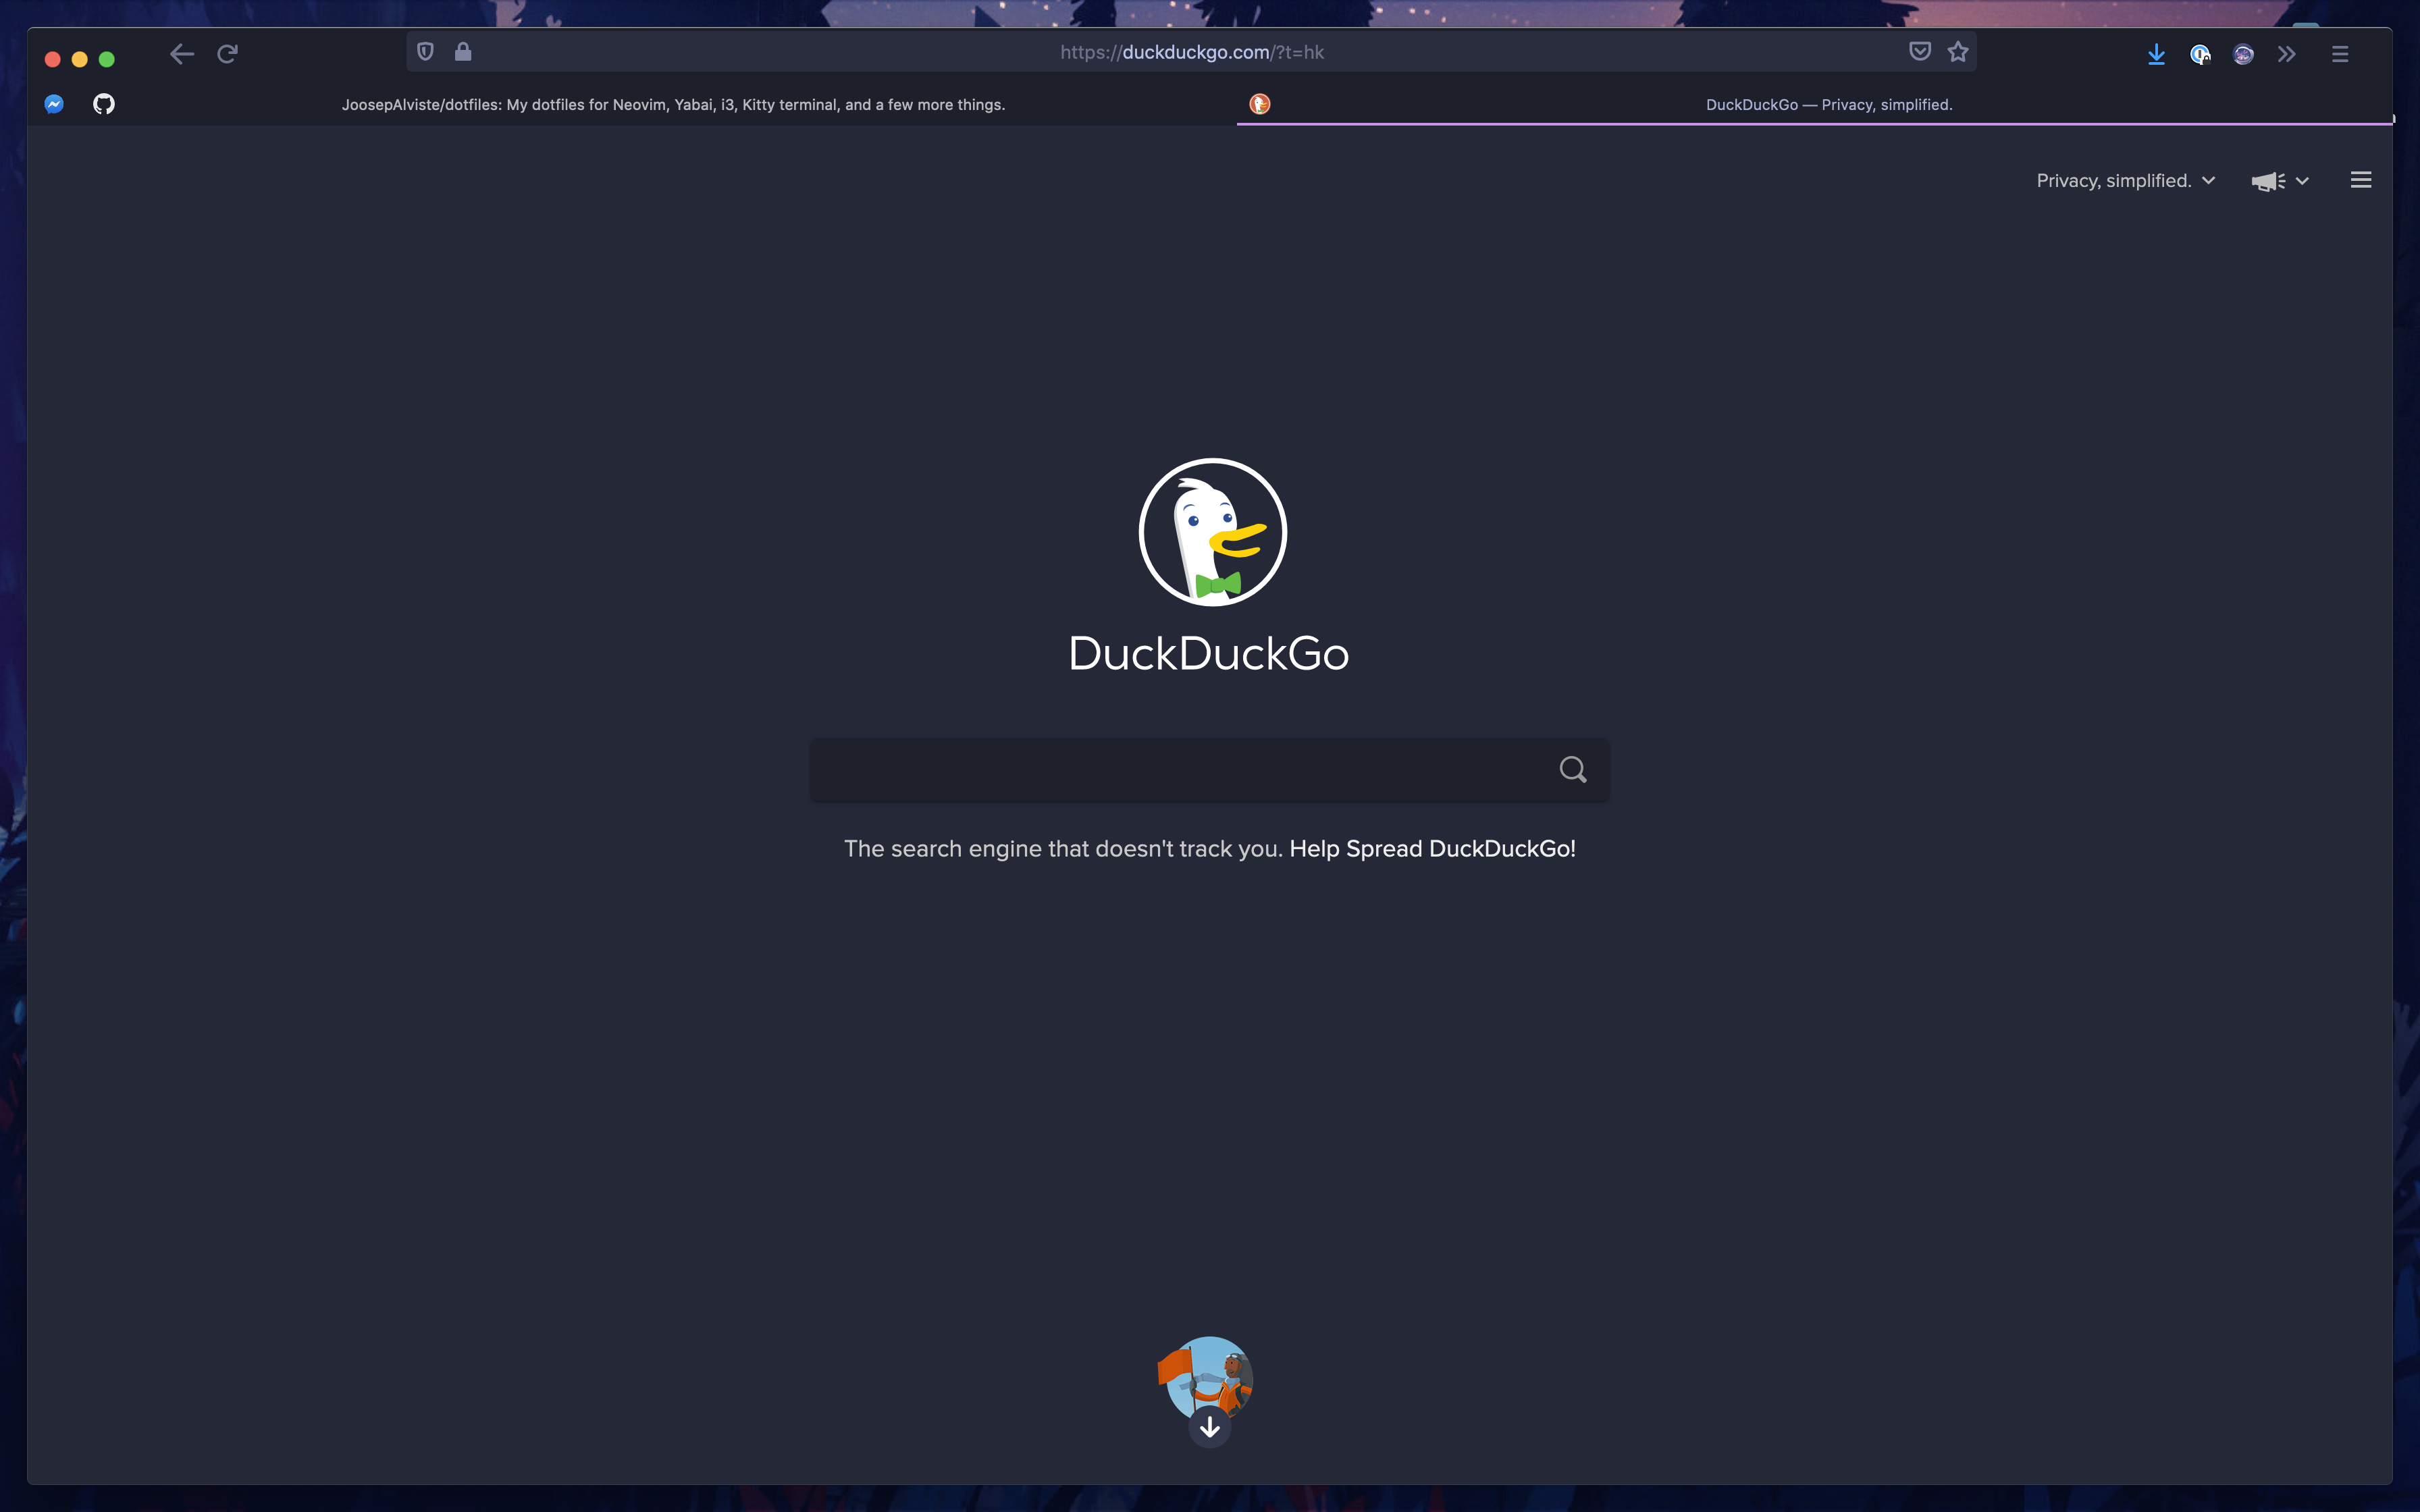 https://duckduckgo.com/?t=hk
JoosepAlviste/dotfiles: My dotfiles for Neovim, Yabai, i3, Kitty terminal, and a few more things.
DuckDuckGo — Privacy, simplified.
Privacy, simplified.
DuckDuckGo
The search engine that doesn't track you. Help Spread DuckDuckGo!